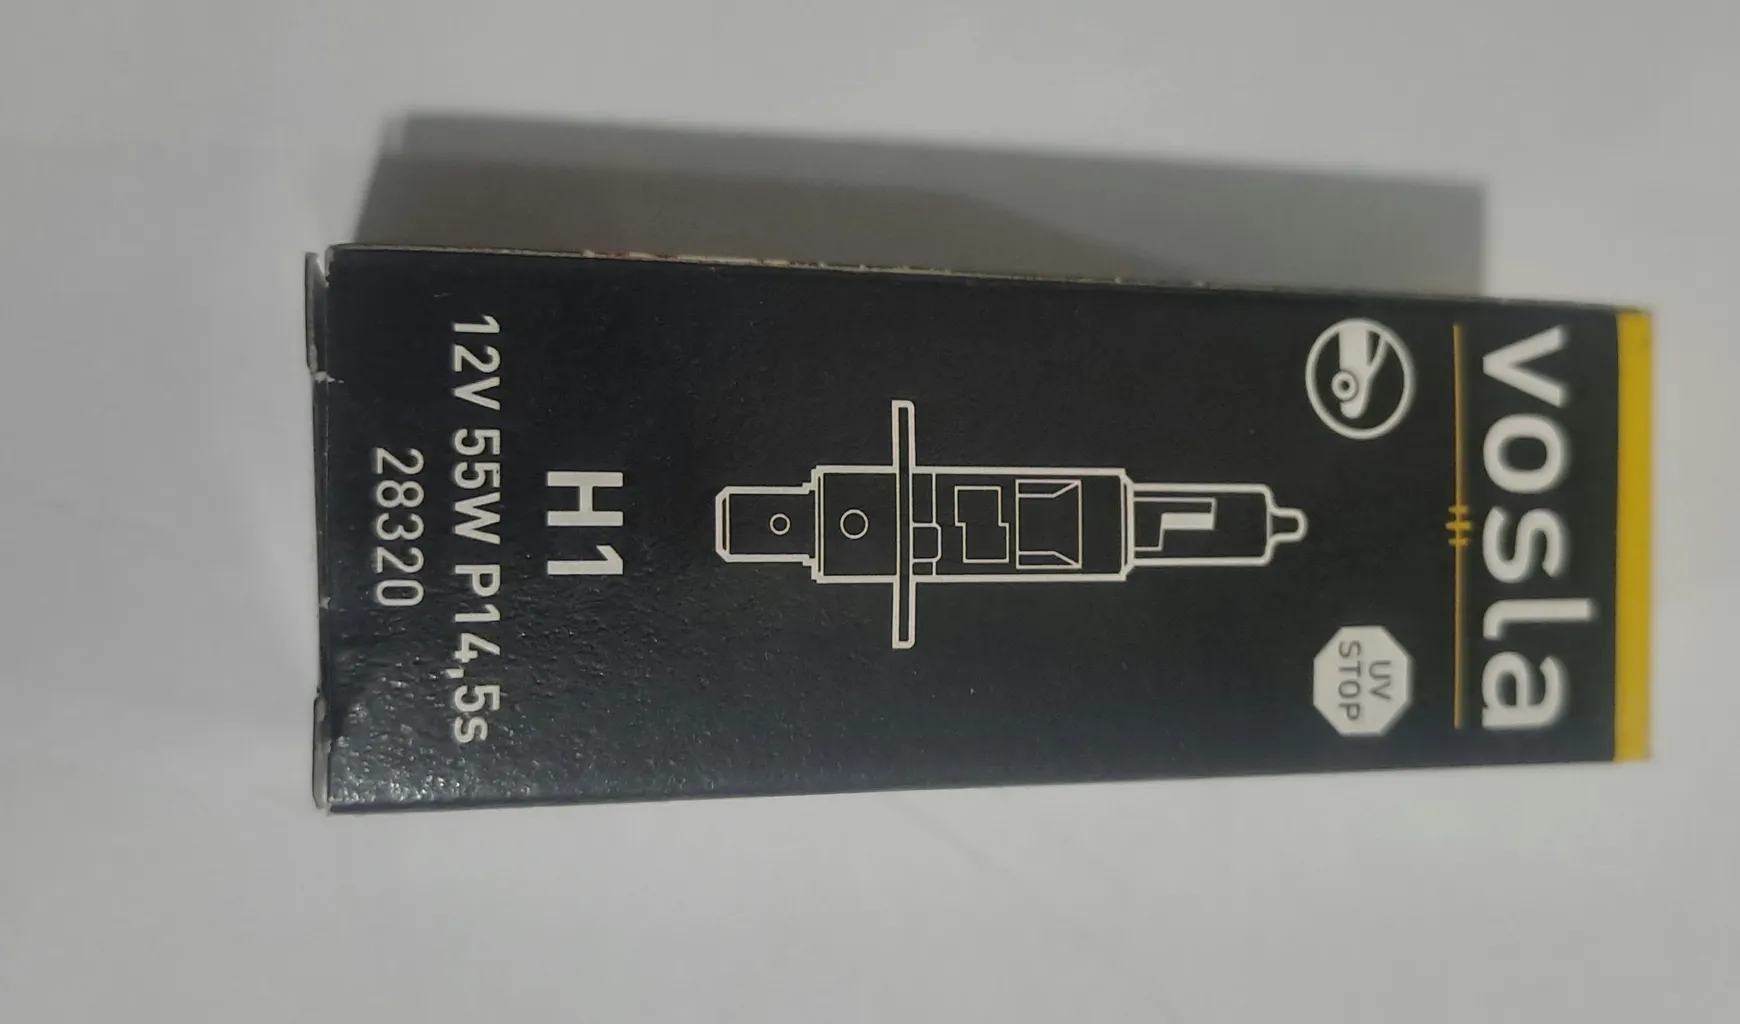 vosla
UV
STOP
H1
12V 55W P14,5s
28320